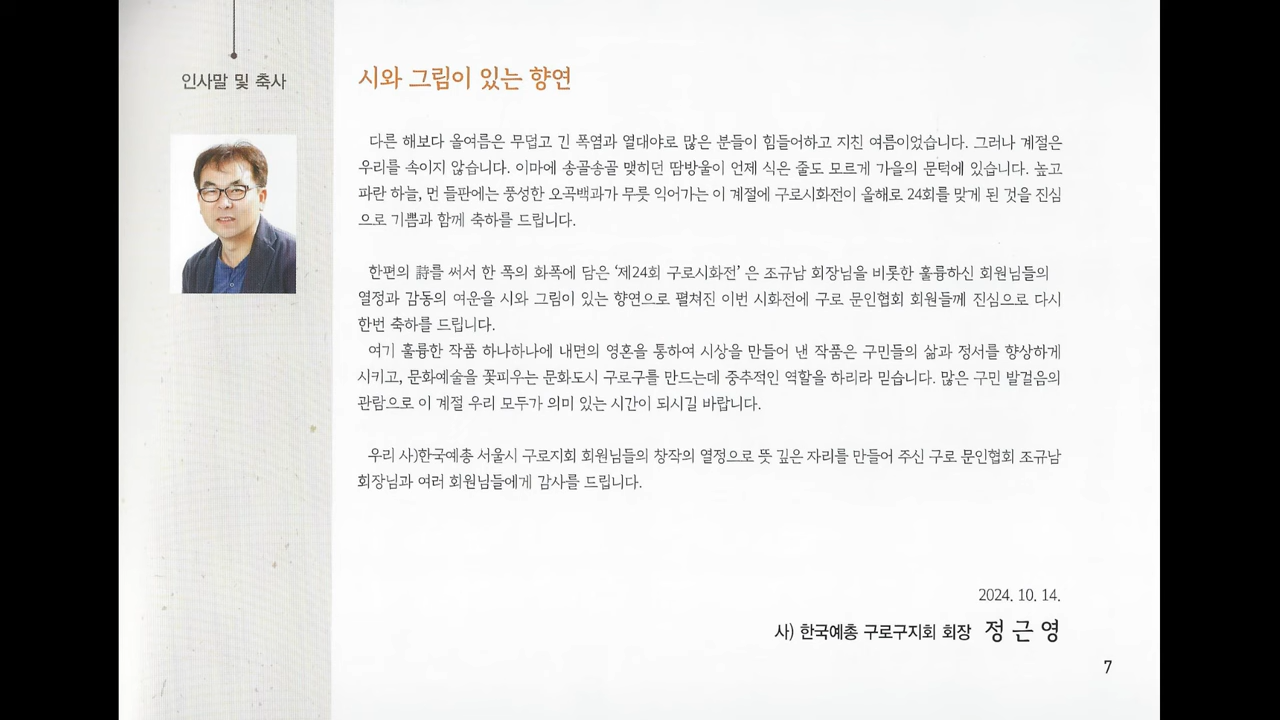 인사말 및 축사
시와 그림이 있는 향연
다른 해보다 올여름은 무덥고 긴 폭염과 열대야로 많은 분들이 힘들어하고 지친 여름이었습니다. 그러나 계절은
우리를 속이지 않습니다. 이마에 송골송골 맺히던 땀방울이 언제 식은 줄도 모르게 가을의 문턱에 있습니다. 높고
파란 하늘, 먼 들판에는 풍성한 오곡백과가 무릇 익어가는 이 계절에 구로시화전이 올해로 24회를 맞게 된 것을 진심
으로 기쁨과 함께 축하를 드립니다.
한편의 詩를 써서 한 폭의 화폭에 담은 ‘제24회 구로시화전’ 은 조규남 회장님을 비롯한 훌륭하신 회원님들의
열정과 감동의 여운을 시와 그림이 있는 향연으로 펼쳐진 이번 시화전에 구로 문인협회 회원들께 진심으로 다시
한번 축하를 드립니다.
여기 훌륭한 작품 하나하나에 내면의 영혼을 통하여 시상을 만들어 낸 작품은 구민들의 삶과 정서를 향상하게
시키고, 문화예술을 꽃피우는 문화도시 구로구를 만드는데 중추적인 역할을 하리라 믿습니다. 많은 구민 발걸음의
관람으로 이 계절 우리 모두가 의미 있는 시간이 되시길 바랍니다.
우리 사)한국예총 서울시 구로지회 회원님들의 창작의 열정으로 뜻 깊은 자리를 만들어 주신 구로 문인협회 조규남
회장님과 여러 회원님들에게 감사를 드립니다.
2024. 10. 14.
사) 한국예총 구로구지회 회장 정 근 영
7